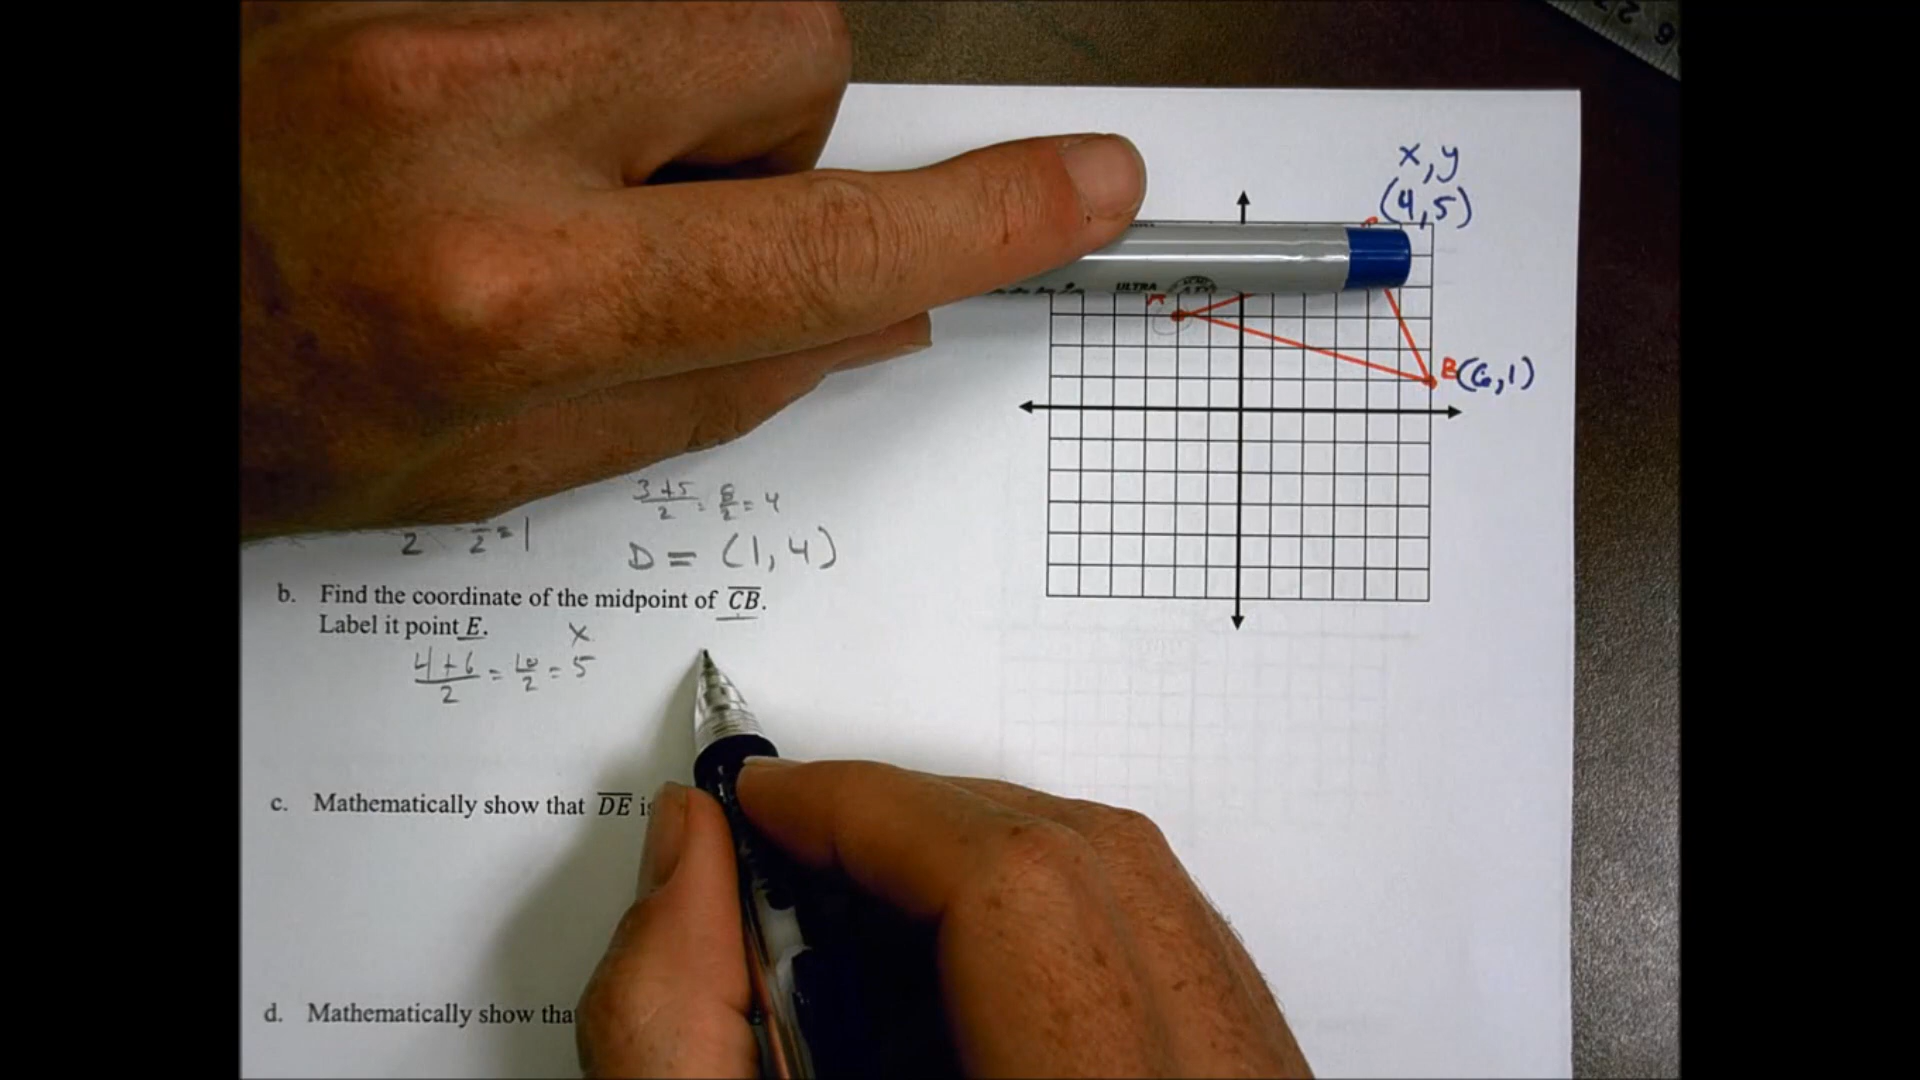 x,y
(4,5)
ULTRA
A
B(6,1)
3+5/2 = 8/2 = 4
2 2 = 1
D = (1,4)
b. Find the coordinate of the midpoint of CB.
Label it point E.
x
4+6/2 = 10/2 = 5
c. Mathematically show that DE is
d. Mathematically show tha